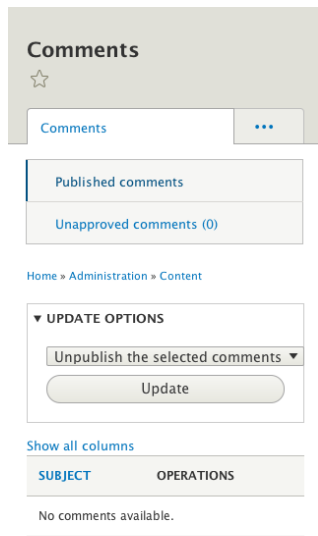 Comments
Comments
Published comments
Unapproved comments (0)
Home » Administration » Content
▼ UPDATE OPTIONS
Unpublish the selected comments ▼
Update
Show all columns
SUBJECT OPERATIONS
No comments available.